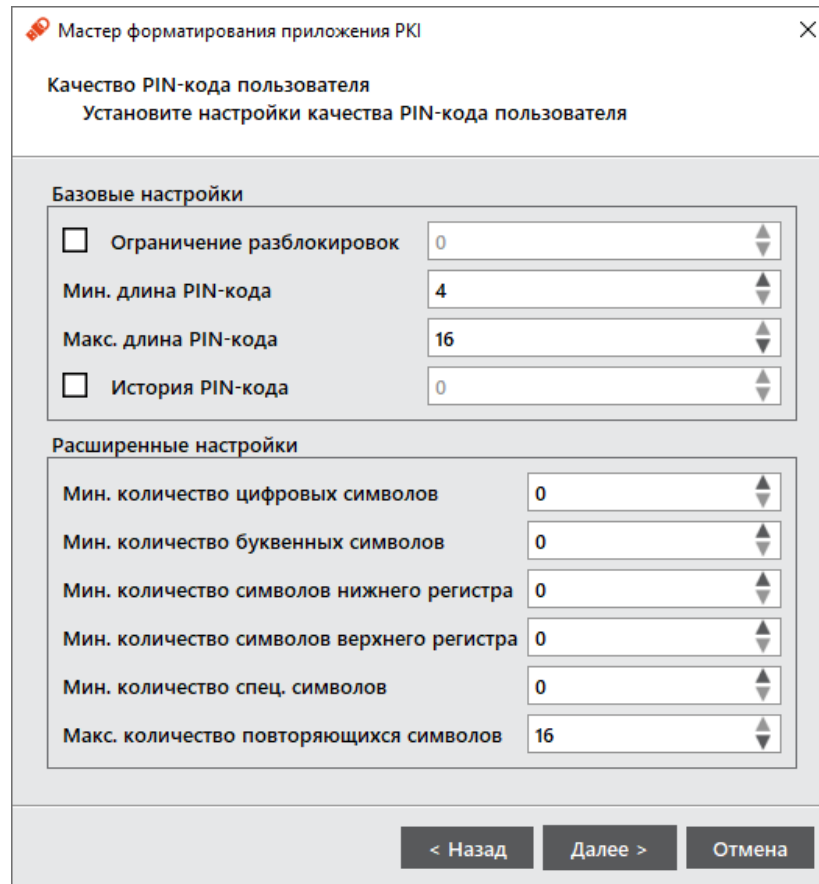 Мастер форматирования приложения PKI
Качество PIN-кода пользователя
Установите настройки качества PIN-кода пользователя
Базовые настройки
Ограничение разблокировок 0
Мин. длина PIN-кода 4
Макс. длина PIN-кода 16
История PIN-кода 0
Расширенные настройки
Мин. количество цифровых символов 0
Мин. количество буквенных символов 0
Мин. количество символов нижнего регистра 0
Мин. количество символов верхнего регистра 0
Мин. количество спец. символов 0
Макс. количество повторяющихся символов 16
< Назад Далее > Отмена